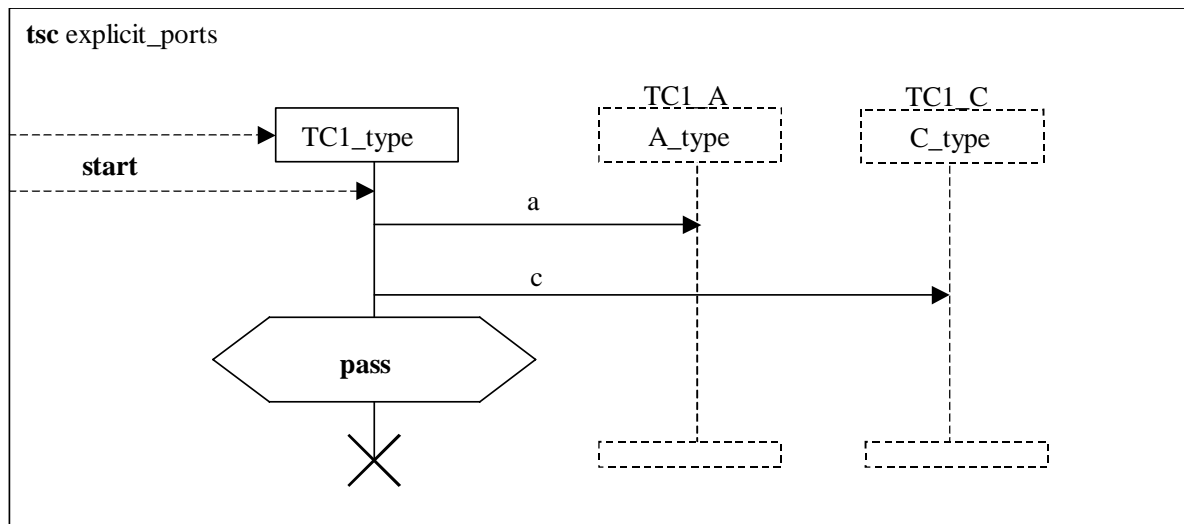 tsc explicit_ports
TC1_A
TC1_C
TC1_type
A_type
C_type
start
a
c
pass